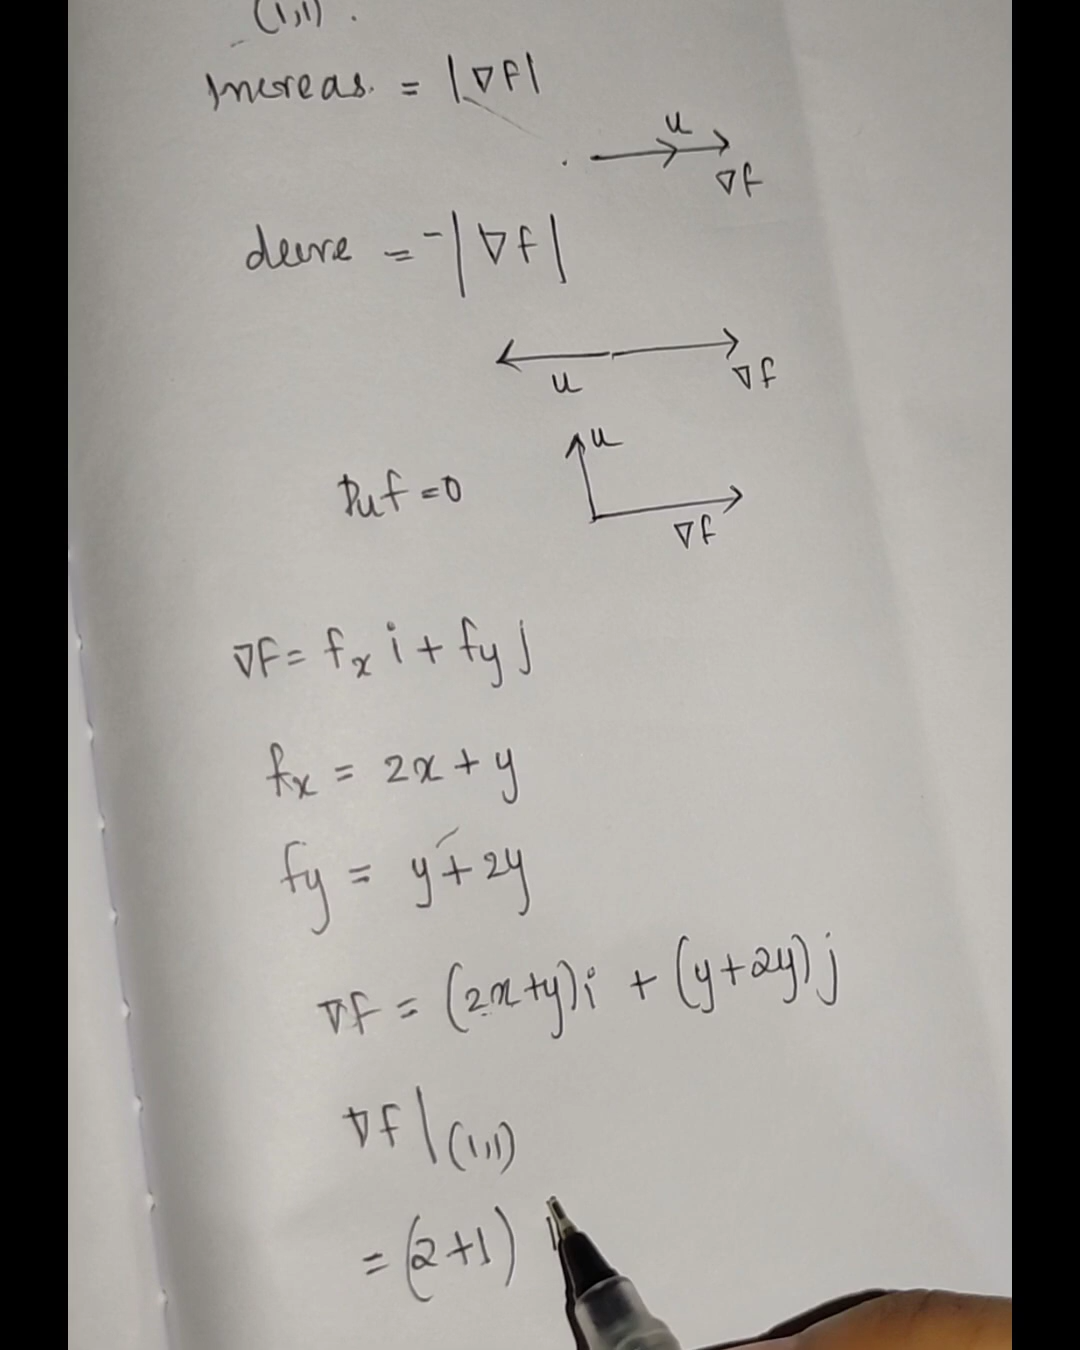 (1,1).
Increas. = |∇f|
u
∇f
decre = -|∇f|
u
∇f
Duf = 0
u
∇f
∇f = fx i + fy j
fx = 2x + y
fy = y + 2y
∇f = (2x+y)i + (y+2y)j
∇f|(1,1)
= (2+1)